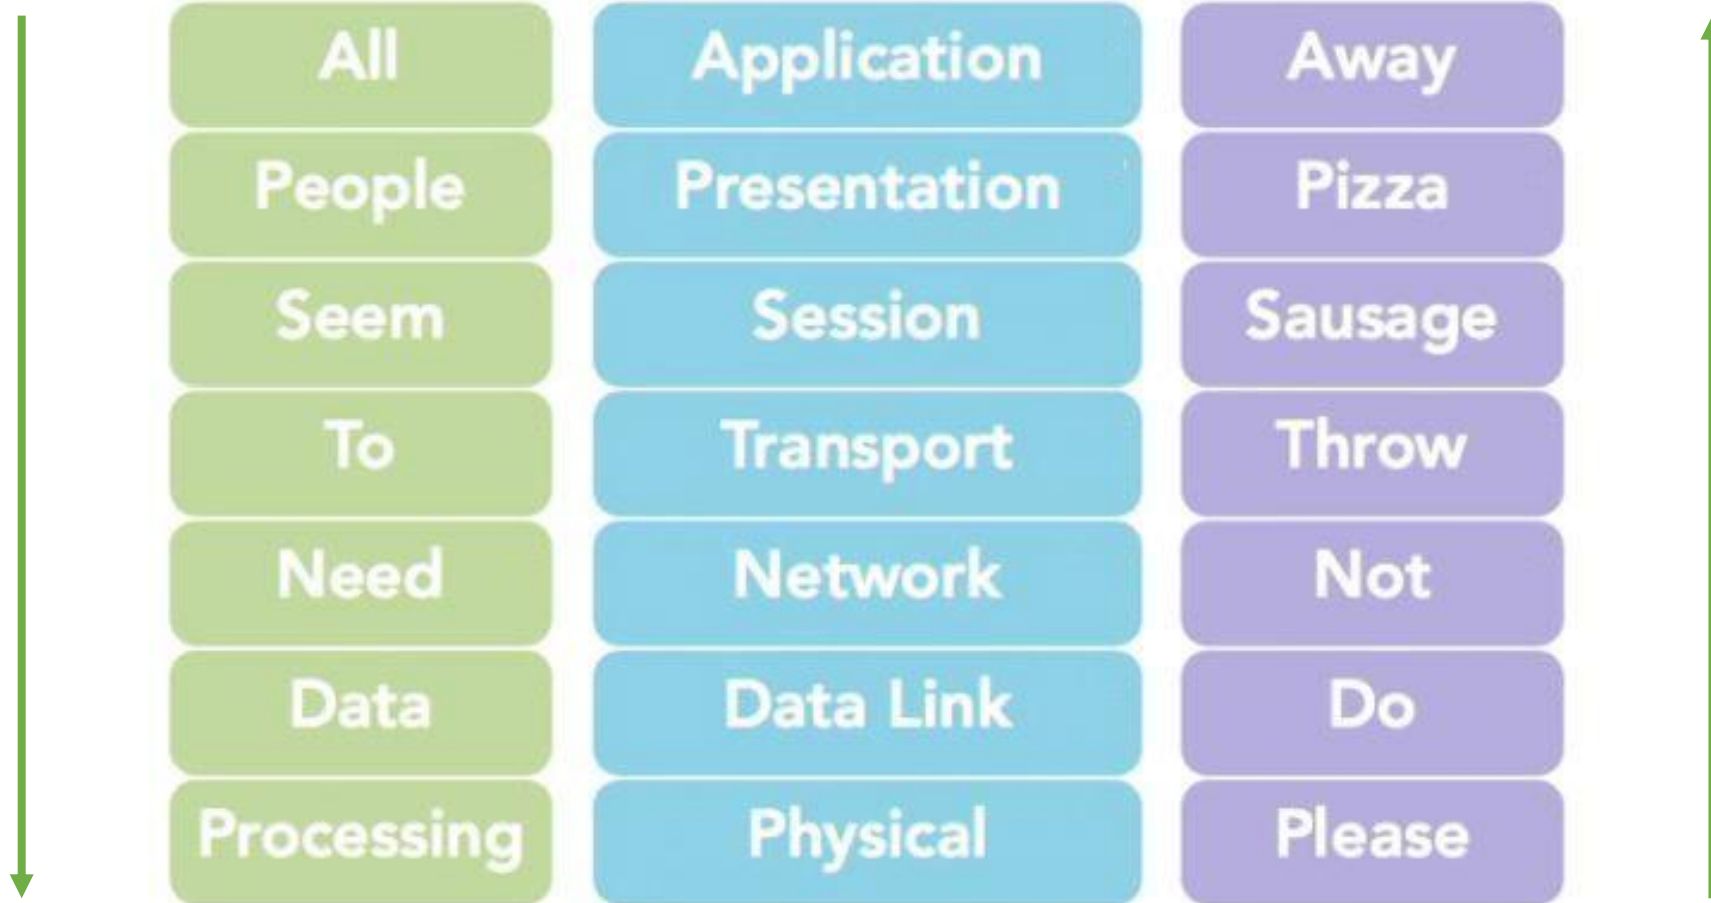 All Application Away
People Presentation Pizza
Seem Session Sausage
To Transport Throw
Need Network Not
Data Data Link Do
Processing Physical Please